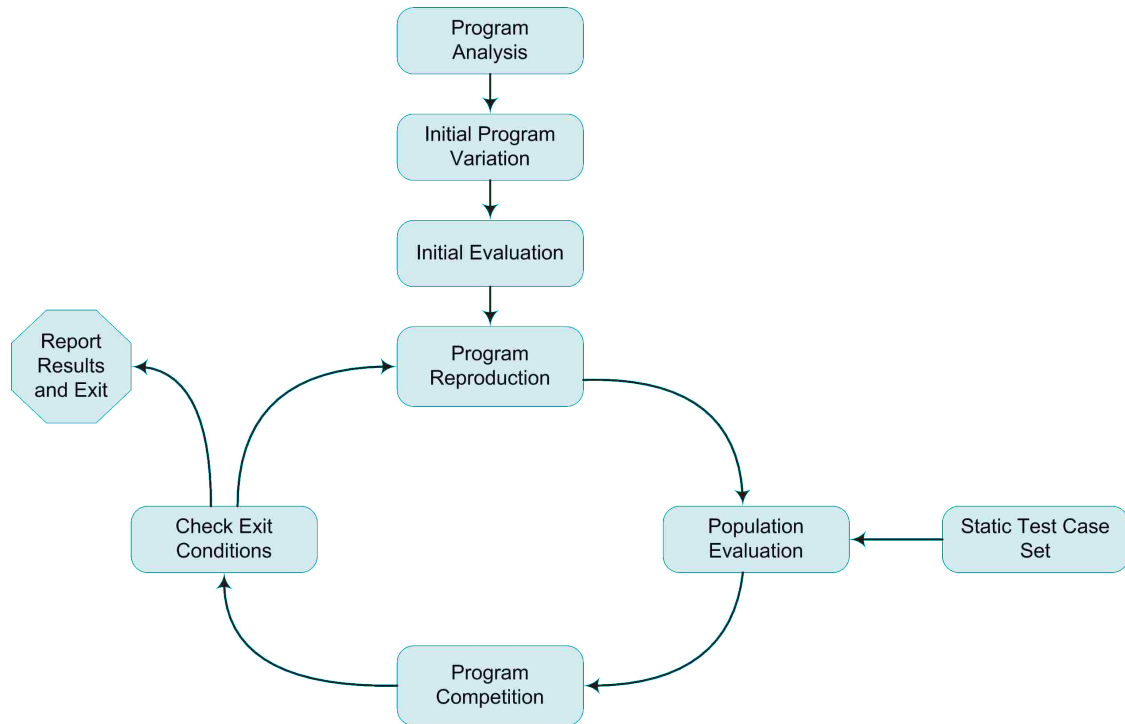 Program
Analysis
Initial Program
Variation
Initial Evaluation
Program
Reproduction
Report
Results
and Exit
Check Exit
Conditions
Population
Evaluation
Static Test Case
Set
Program
Competition